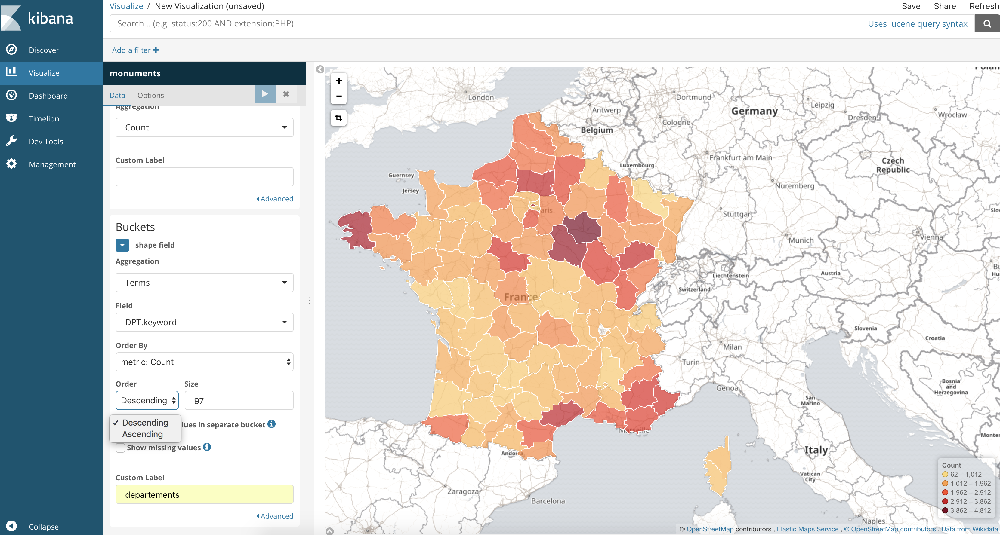 kibana
Discover
Visualize
Dashboard
Timelion
Dev Tools
Management
Collapse
Visualize / New Visualization (unsaved)
Save Share Refresh
Search... (e.g. status:200 AND extension:PHP)
Uses lucene query syntax
Add a filter
monuments
Data Options
Aggregation
Count
Custom Label
Advanced
Buckets
shape field
Aggregation
Terms
Field
DPT.keyword
Order By
metric: Count
Order Size
Descending 97
Descending
Ascending
lues in separate bucket
Show missing values
Custom Label
departements
Advanced
+
−
London
Dortmund
Leipzig
Antwerp
Germany
Dresden
Wrocław
Cologne
Belgium
Frankfurt am Main
Luxembourg
Czech
Republic
Guernsey
Jersey
Nuremberg
Paris
Stuttgart
Munich
Vienna
Liechtenstein
Austria
Switzerland
France
Slovenia
Croatia
Milan
Turin
Genoa
Bosnia
and
Herzegovina
San
Marino
Marseille
Andorra
Italy
Vatican
City
Zaragoza
Barcelona
Naples
Count
62 – 1,012
1,012 – 1,962
1,962 – 2,912
2,912 – 3,862
3,862 – 4,812
© OpenStreetMap contributors , Elastic Maps Service , © OpenStreetMap contributors , Data from Wikidata